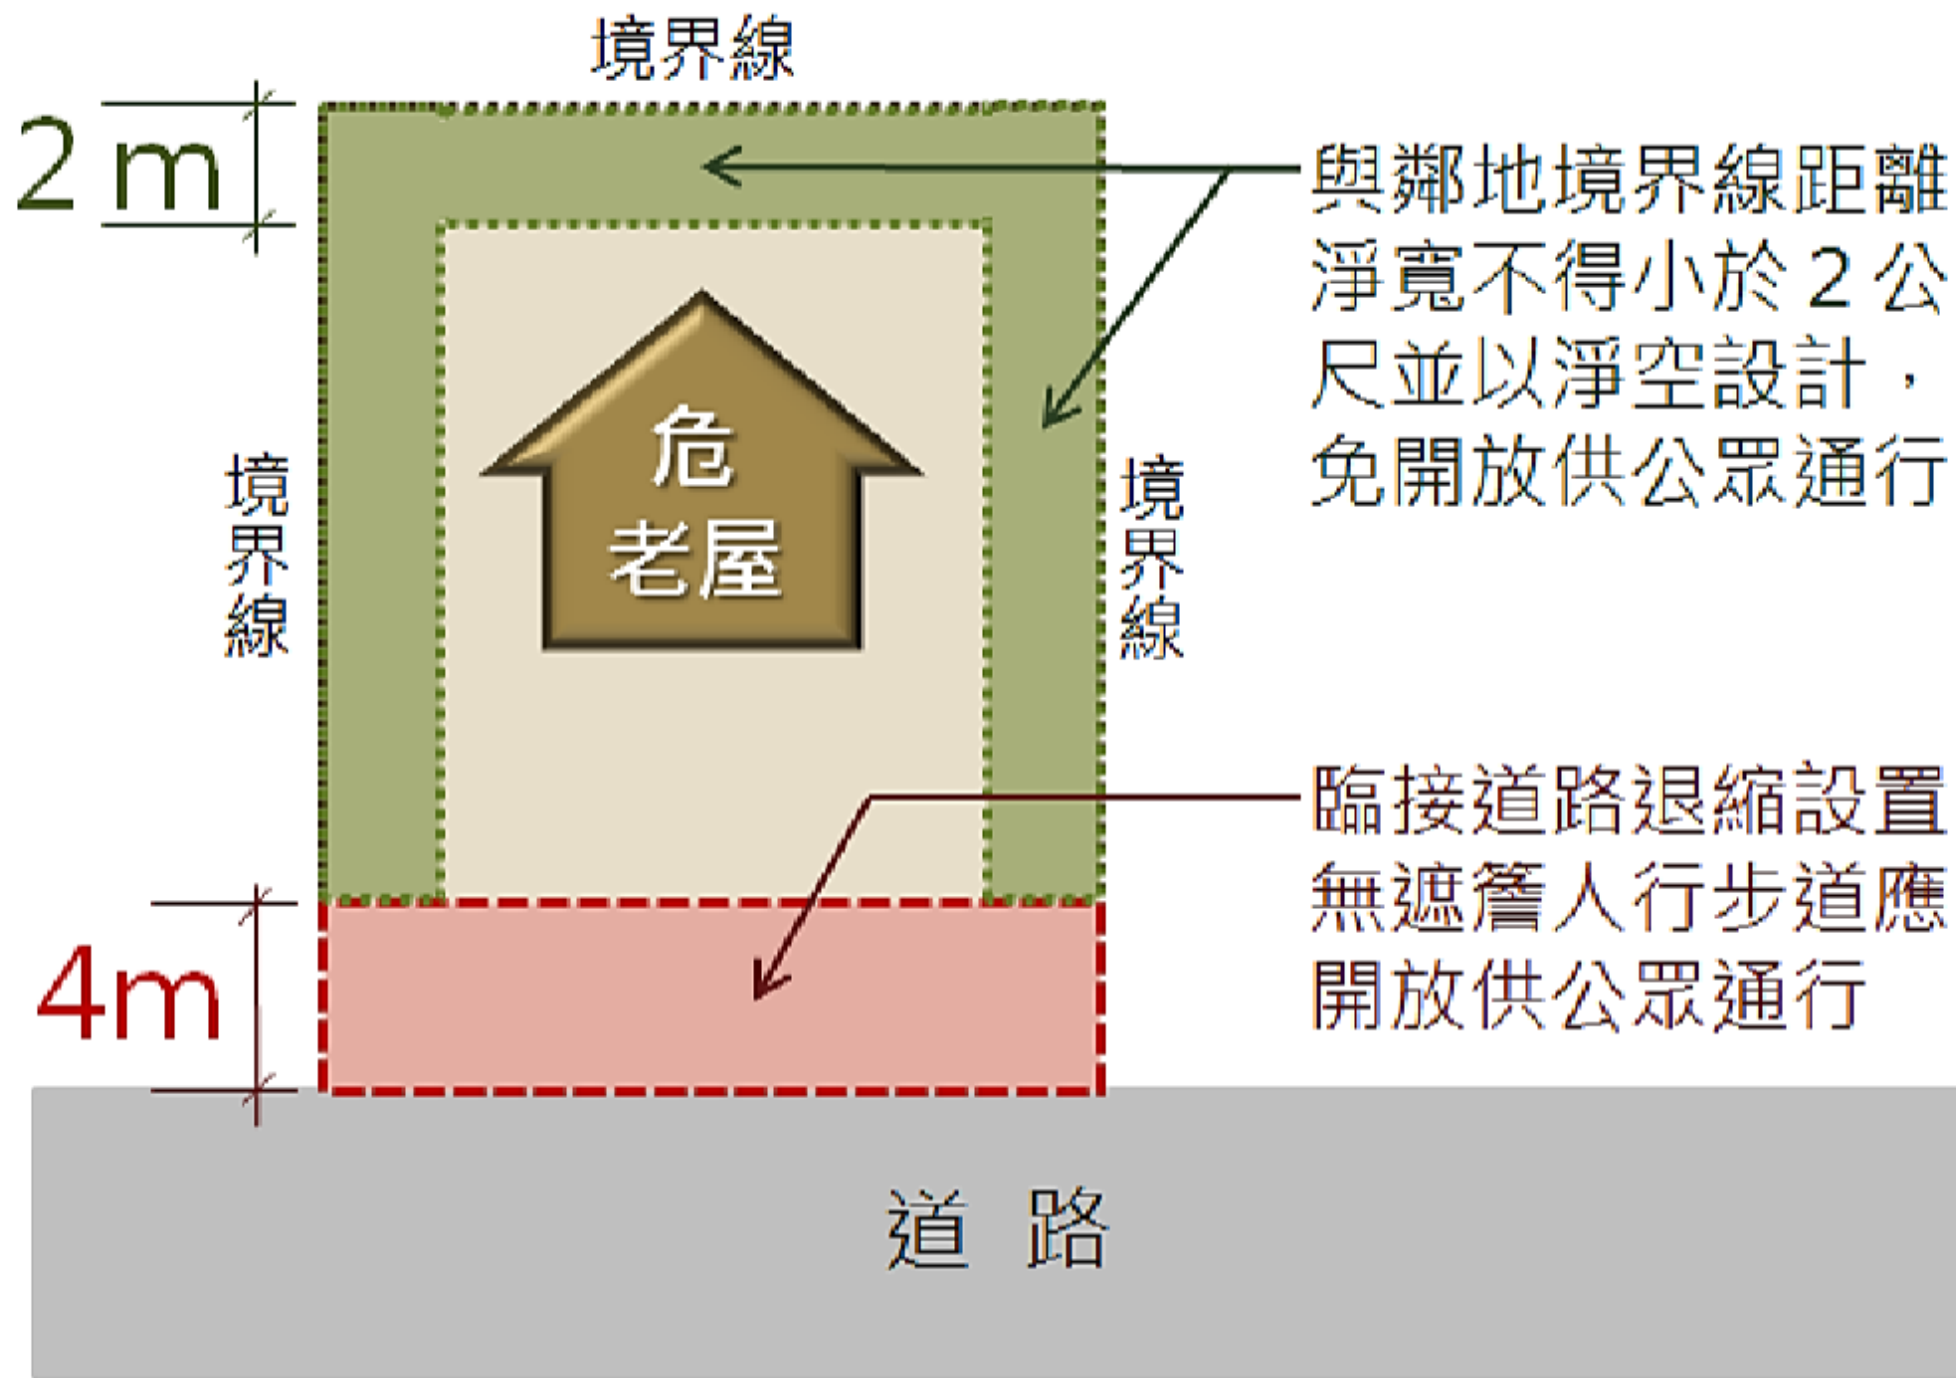 境界線
2 m
與鄰地境界線距離
淨寬不得小於 2 公
尺並以淨空設計，
免開放供公眾通行
危
老屋
境界線
境界線
臨接道路退縮設置
無遮簷人行步道應
開放供公眾通行
4m
道 路